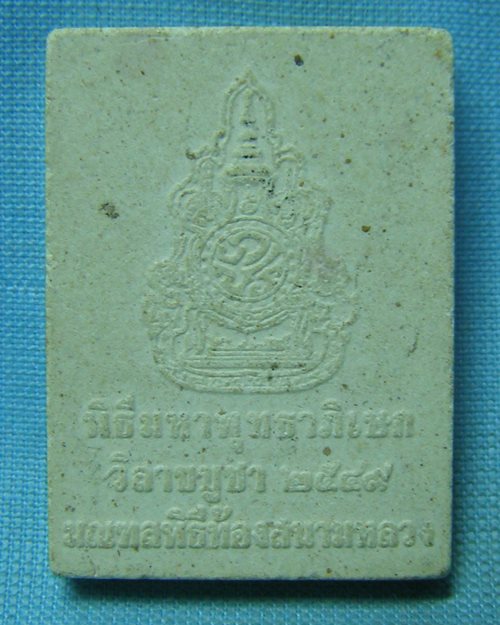 พิธีมหาพุทธาภิเษก
วิสาขบูชา ๒๕๔๙
มณฑลพิธีท้องสนามหลวง